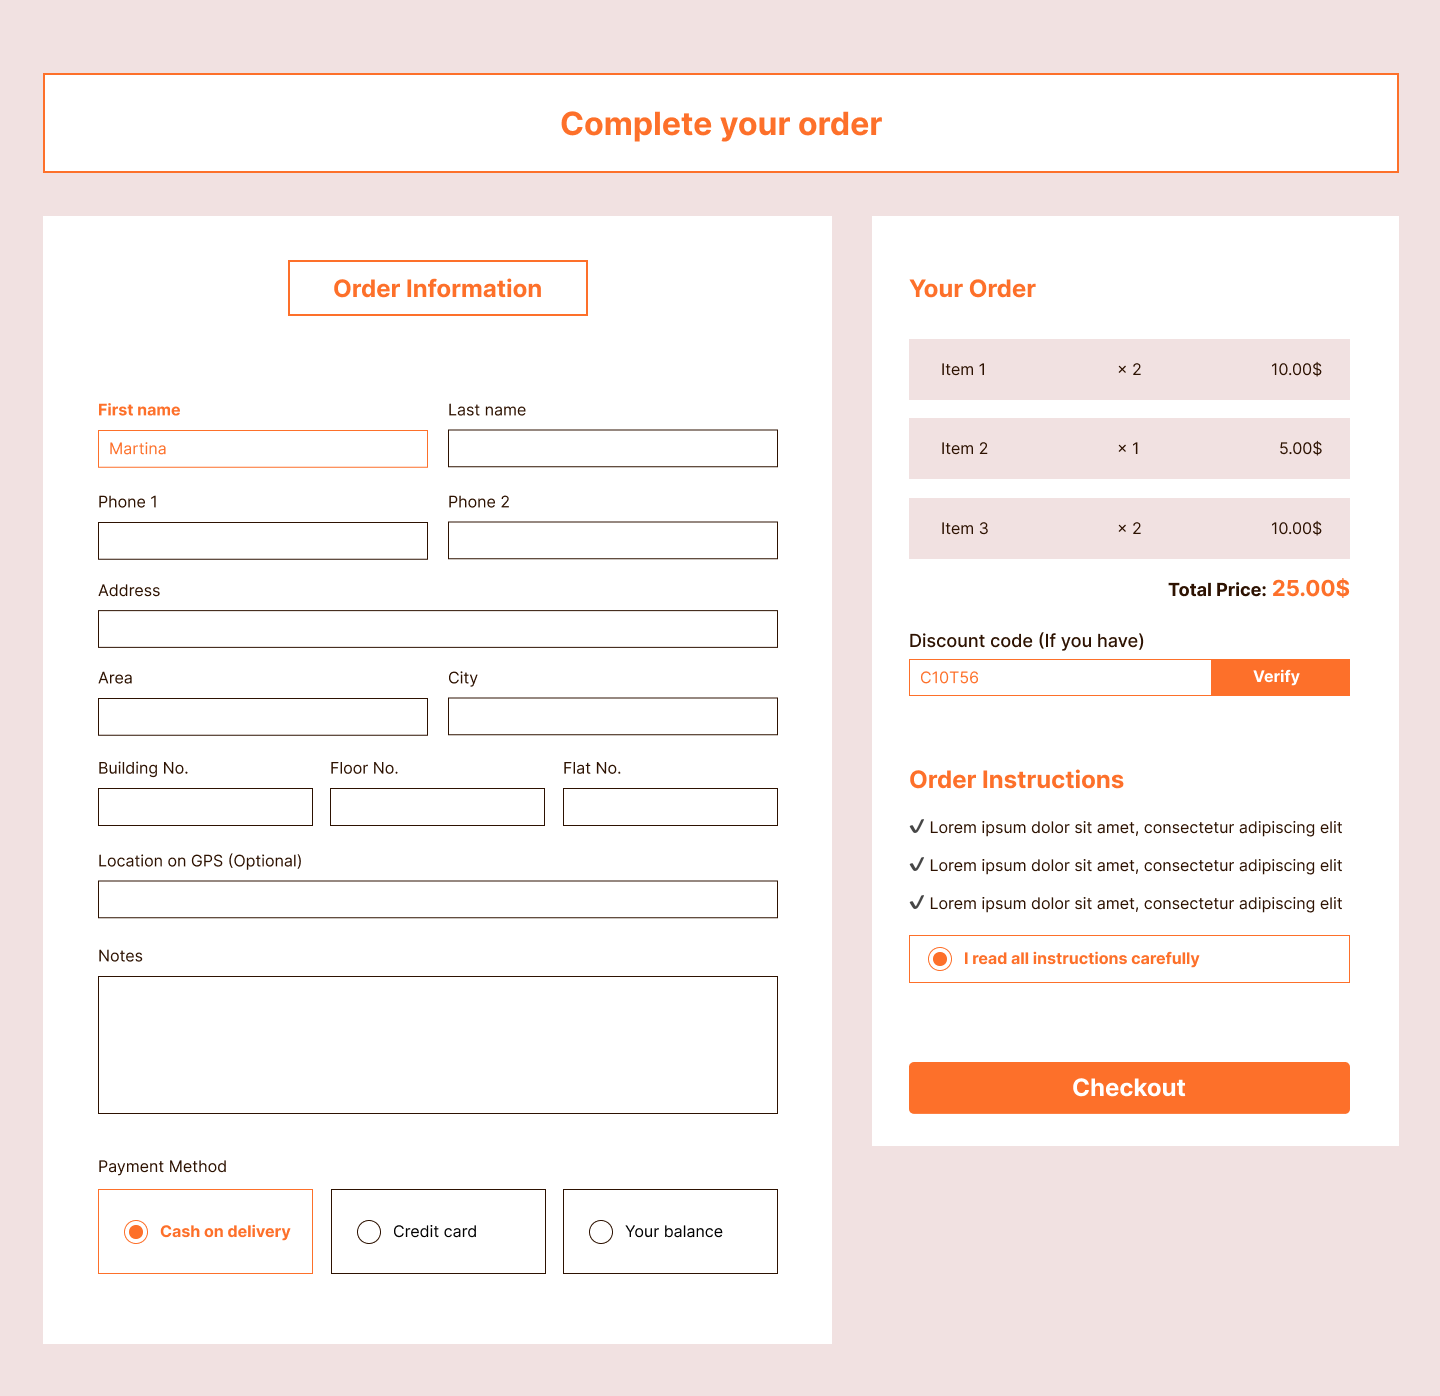 Complete your order
Order Information
First name
Last name
Martina
Phone 1
Phone 2
Address
Area
City
Building No.
Floor No.
Flat No.
Location on GPS (Optional)
Notes
Payment Method
Cash on delivery
Credit card
Your balance
Your Order
Item 1 × 2 10.00$
Item 2 × 1 5.00$
Item 3 × 2 10.00$
Total Price: 25.00$
Discount code (If you have)
C10T56 Verify
Order Instructions
✔ Lorem ipsum dolor sit amet, consectetur adipiscing elit
✔ Lorem ipsum dolor sit amet, consectetur adipiscing elit
✔ Lorem ipsum dolor sit amet, consectetur adipiscing elit
I read all instructions carefully
Checkout